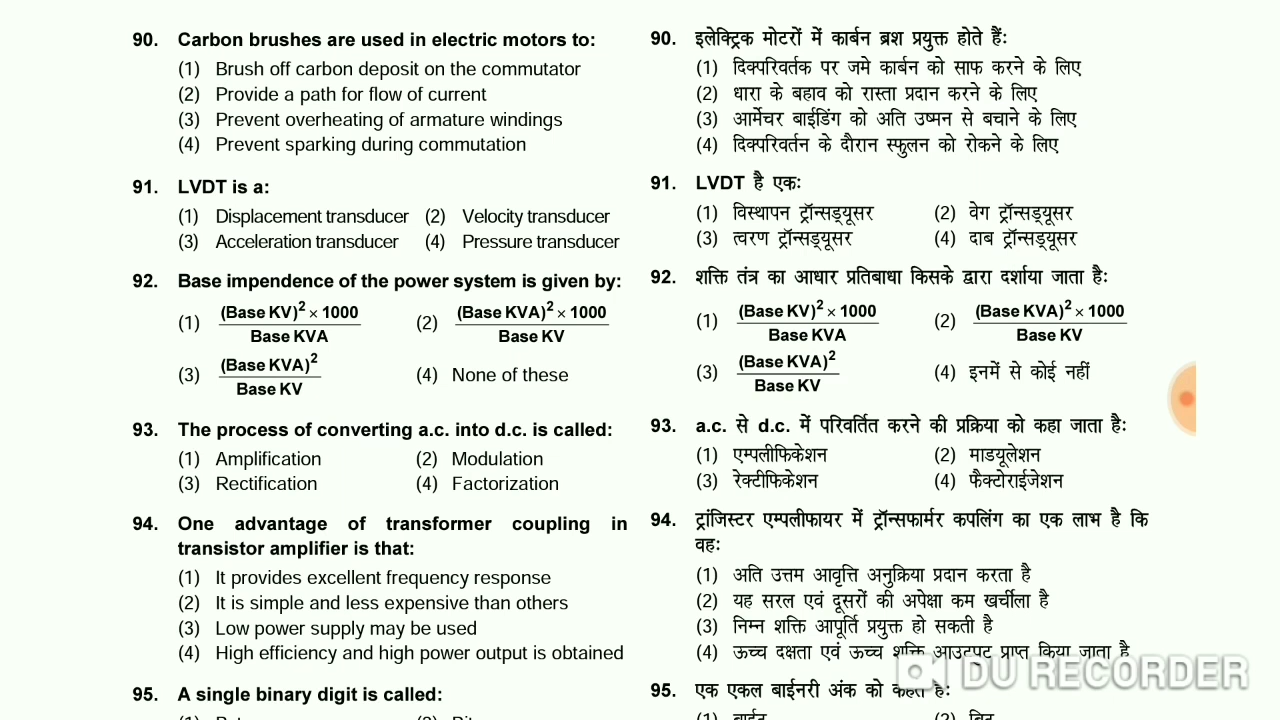 90. Carbon brushes are used in electric motors to:
(1) Brush off carbon deposit on the commutator
(2) Provide a path for flow of current
(3) Prevent overheating of armature windings
(4) Prevent sparking during commutation
91. LVDT is a:
(1) Displacement transducer (2) Velocity transducer
(3) Acceleration transducer (4) Pressure transducer
92. Base impendence of the power system is given by:
(1) (Base KV)² × 1000 / Base KVA (2) (Base KVA)² × 1000 / Base KV
(3) (Base KVA)² / Base KV (4) None of these
93. The process of converting a.c. into d.c. is called:
(1) Amplification (2) Modulation
(3) Rectification (4) Factorization
94. One advantage of transformer coupling in
transistor amplifier is that:
(1) It provides excellent frequency response
(2) It is simple and less expensive than others
(3) Low power supply may be used
(4) High efficiency and high power output is obtained
95. A single binary digit is called:
90. इलेक्ट्रिक मोटरों में कार्बन ब्रश प्रयुक्त होते हैं:
(1) दिक्परिवर्तक पर जमे कार्बन को साफ करने के लिए
(2) धारा के बहाव को रास्ता प्रदान करने के लिए
(3) आर्मेचर बाईडिंग को अति उष्मन से बचाने के लिए
(4) दिक्परिवर्तन के दौरान स्फुलन को रोकने के लिए
91. LVDT है एक:
(1) विस्थापन ट्रॉन्सड्यूसर (2) वेग ट्रॉन्सड्यूसर
(3) त्वरण ट्रॉन्सड्यूसर (4) दाब ट्रॉन्सड्यूसर
92. शक्ति तंत्र का आधार प्रतिबाधा किसके द्वारा दर्शाया जाता है:
(1) (Base KV)² × 1000 / Base KVA (2) (Base KVA)² × 1000 / Base KV
(3) (Base KVA)² / Base KV (4) इनमें से कोई नहीं
93. a.c. से d.c. में परिवर्तित करने की प्रक्रिया को कहा जाता है:
(1) एम्पलीफिकेशन (2) माडयूलेशन
(3) रेक्टीफिकेशन (4) फैक्टोराईजेशन
94. ट्रांजिस्टर एम्पलीफायर में ट्रॉन्सफार्मर कपलिंग का एक लाभ है कि
वह:
(1) अति उत्तम आवृत्ति अनुक्रिया प्रदान करता है
(2) यह सरल एवं दूसरों की अपेक्षा कम खर्चीला है
(3) निम्न शक्ति आपूर्ति प्रयुक्त हो सकती है
(4) ऊच्च दक्षता एवं ऊच्च शक्ति आउटपुट प्राप्त किया जाता है
95. एक एकल बाईनरी अंक को कहते है:
DU RECORDER